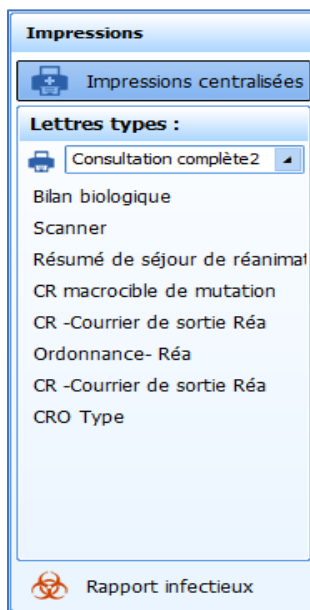 Impressions
Impressions centralisées
Lettres types :
Consultation complète2
Bilan biologique
Scanner
Résumé de séjour de réanimat
CR macrocible de mutation
CR -Courrier de sortie Réa
Ordonnance- Réa
CR -Courrier de sortie Réa
CRO Type
Rapport infectieux